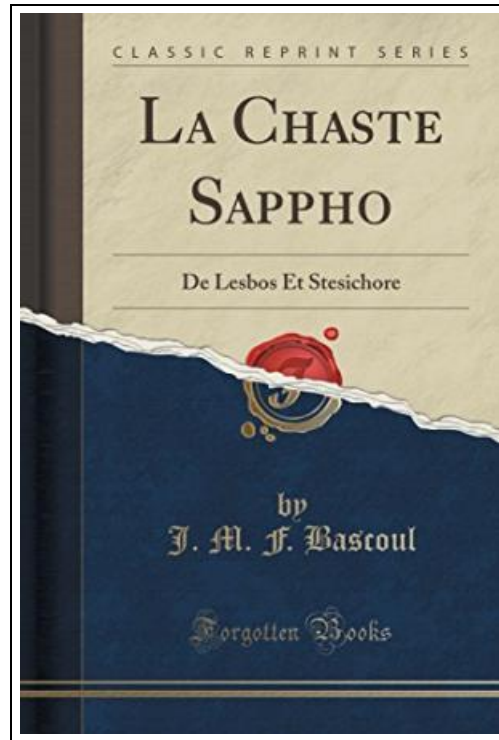 CLASSIC REPRINT SERIES
LA CHASTE
SAPPHO
De Lesbos Et Stesichore
by
J. M. F. Bascoul
Forgotten Books